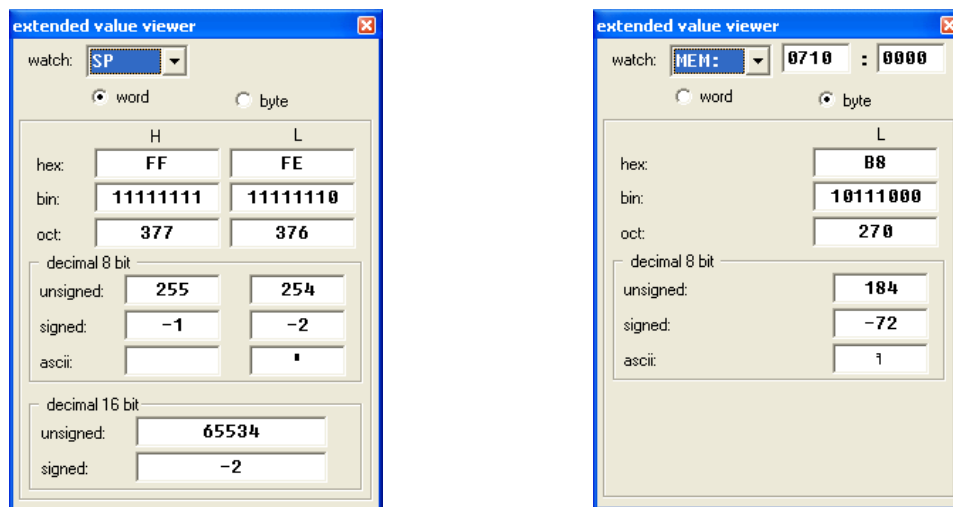 extended value viewer
watch: SP
word byte
H L
hex: FF FE
bin: 11111111 11111110
oct: 377 376
decimal 8 bit
unsigned: 255 254
signed: -1 -2
ascii: ■
decimal 16 bit
unsigned: 65534
signed: -2
extended value viewer
watch: MEM: 0710 : 0000
word byte
L
hex: B8
bin: 10111000
oct: 270
decimal 8 bit
unsigned: 184
signed: -72
ascii: ╕